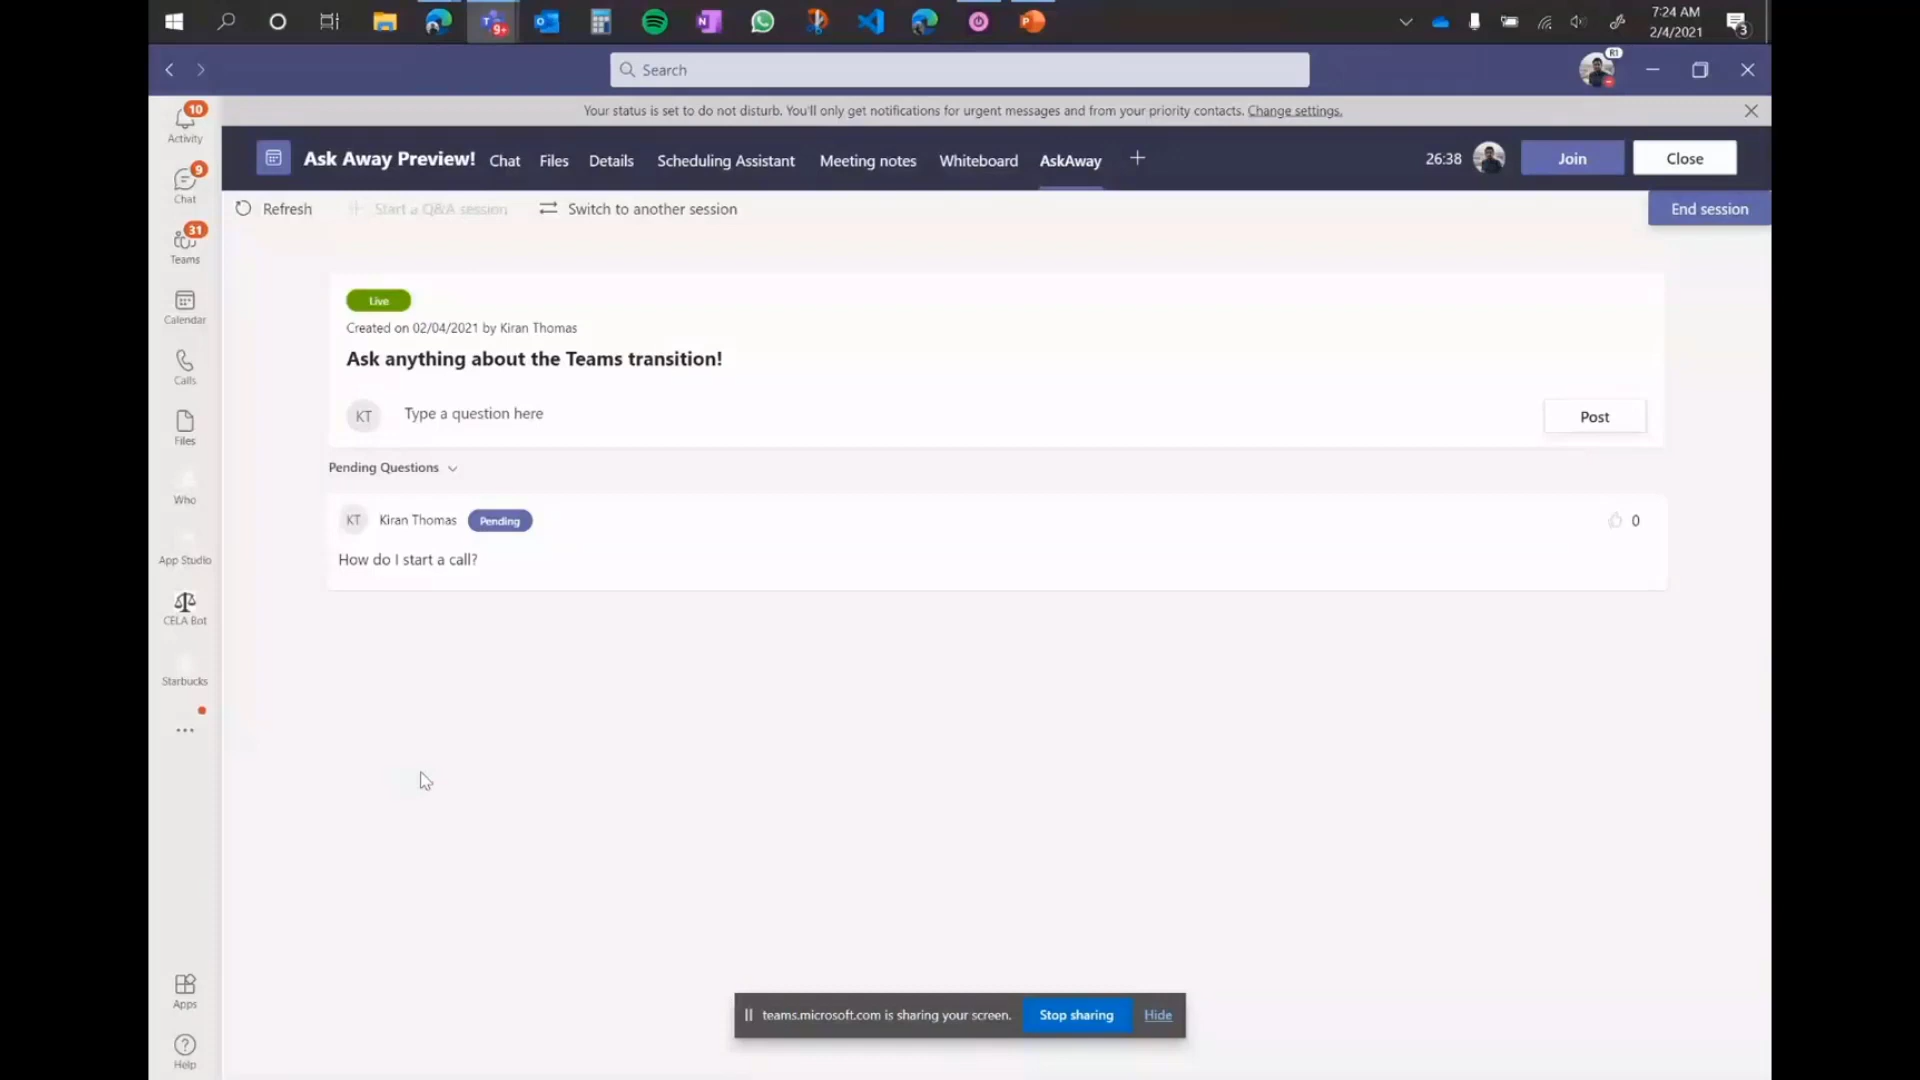 9+
7:24 AM
2/4/2021
3
Search
R1
Your status is set to do not disturb. You'll only get notifications for urgent messages and from your priority contacts. Change settings.
10
Activity
9
Chat
31
Teams
Calendar
Calls
Files
Who
App Studio
CELA Bot
Starbucks
Apps
Help
Ask Away Preview! Chat Files Details Scheduling Assistant Meeting notes Whiteboard AskAway
26:38 Join Close
Refresh Start a Q&A session Switch to another session End session
Live
Created on 02/04/2021 by Kiran Thomas
Ask anything about the Teams transition!
KT Type a question here Post
Pending Questions
KT Kiran Thomas Pending 0
How do I start a call?
teams.microsoft.com is sharing your screen. Stop sharing Hide